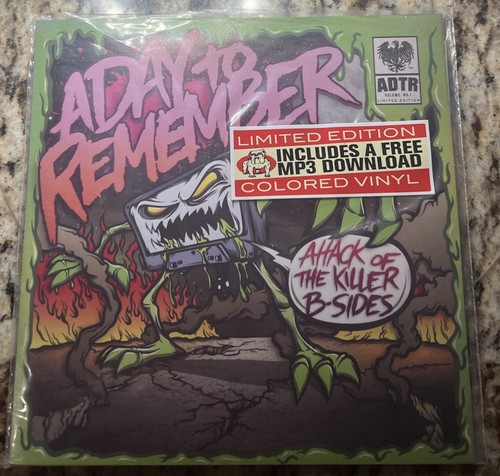 A DAY to
REMEMBER
ADTR
VOLUME. NO.1
LIMITED EDITION
LIMITED EDITION
INCLUDES A FREE
MP3 DOWNLOAD
COLORED VINYL
ATTACK OF
THE KILLER
B-SIDES